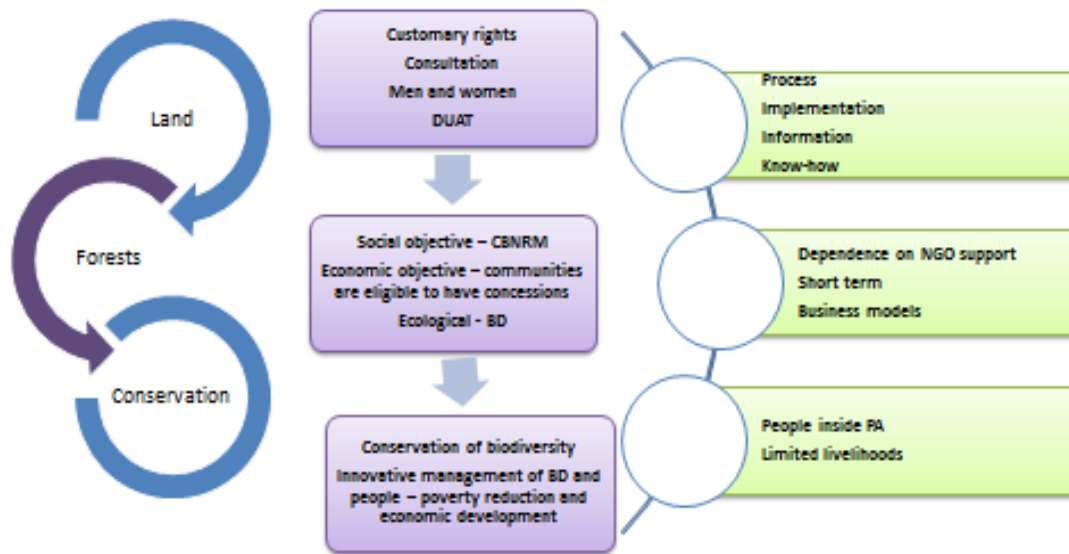 Land
Forests
Conservation
Customary rights
Consultation
Men and women
DUAT
Social objective – CBNRM
Economic objective – communities
are eligible to have concessions
Ecological - BD
Conservation of biodiversity
Innovative management of BD and
people – poverty reduction and
economic development
Process
Implementation
Information
Know-how
Dependence on NGO support
Short term
Business models
People inside PA
Limited livelihoods